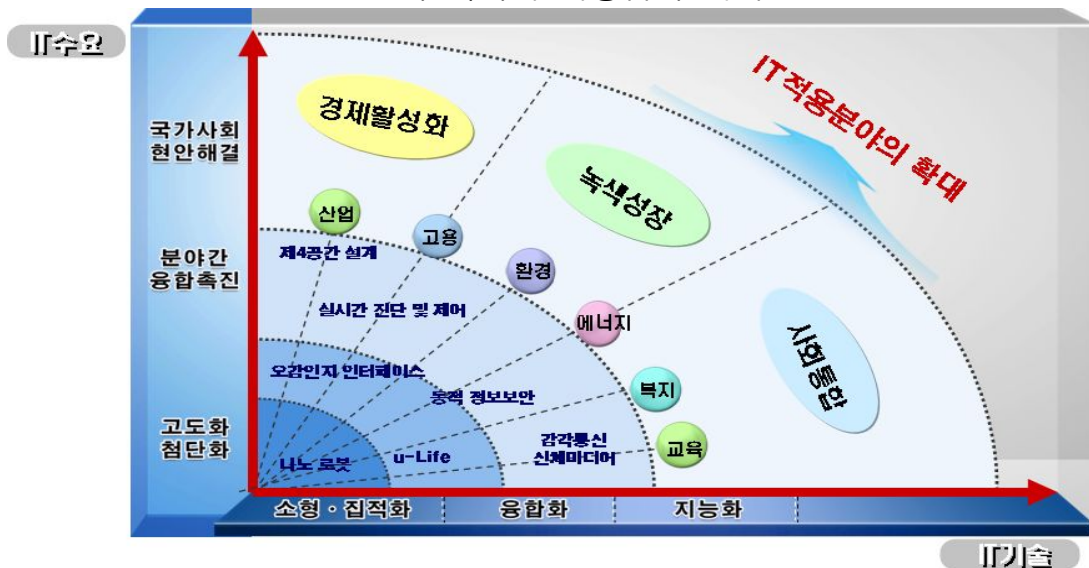 IT수요
국가사회
현안해결
분야간
융합촉진
고도화
첨단화
IT적용분야의 확대
경제활성화
녹색성장
사회통합
산업
고용
환경
에너지
복지
교육
제4공간 설계
실시간 진단 및 제어
오감인지 인터페이스
동적 정보보안
감각통신
신체마디어
나노 로봇
u-Life
소형·집적화
융합화
지능화
IT기술